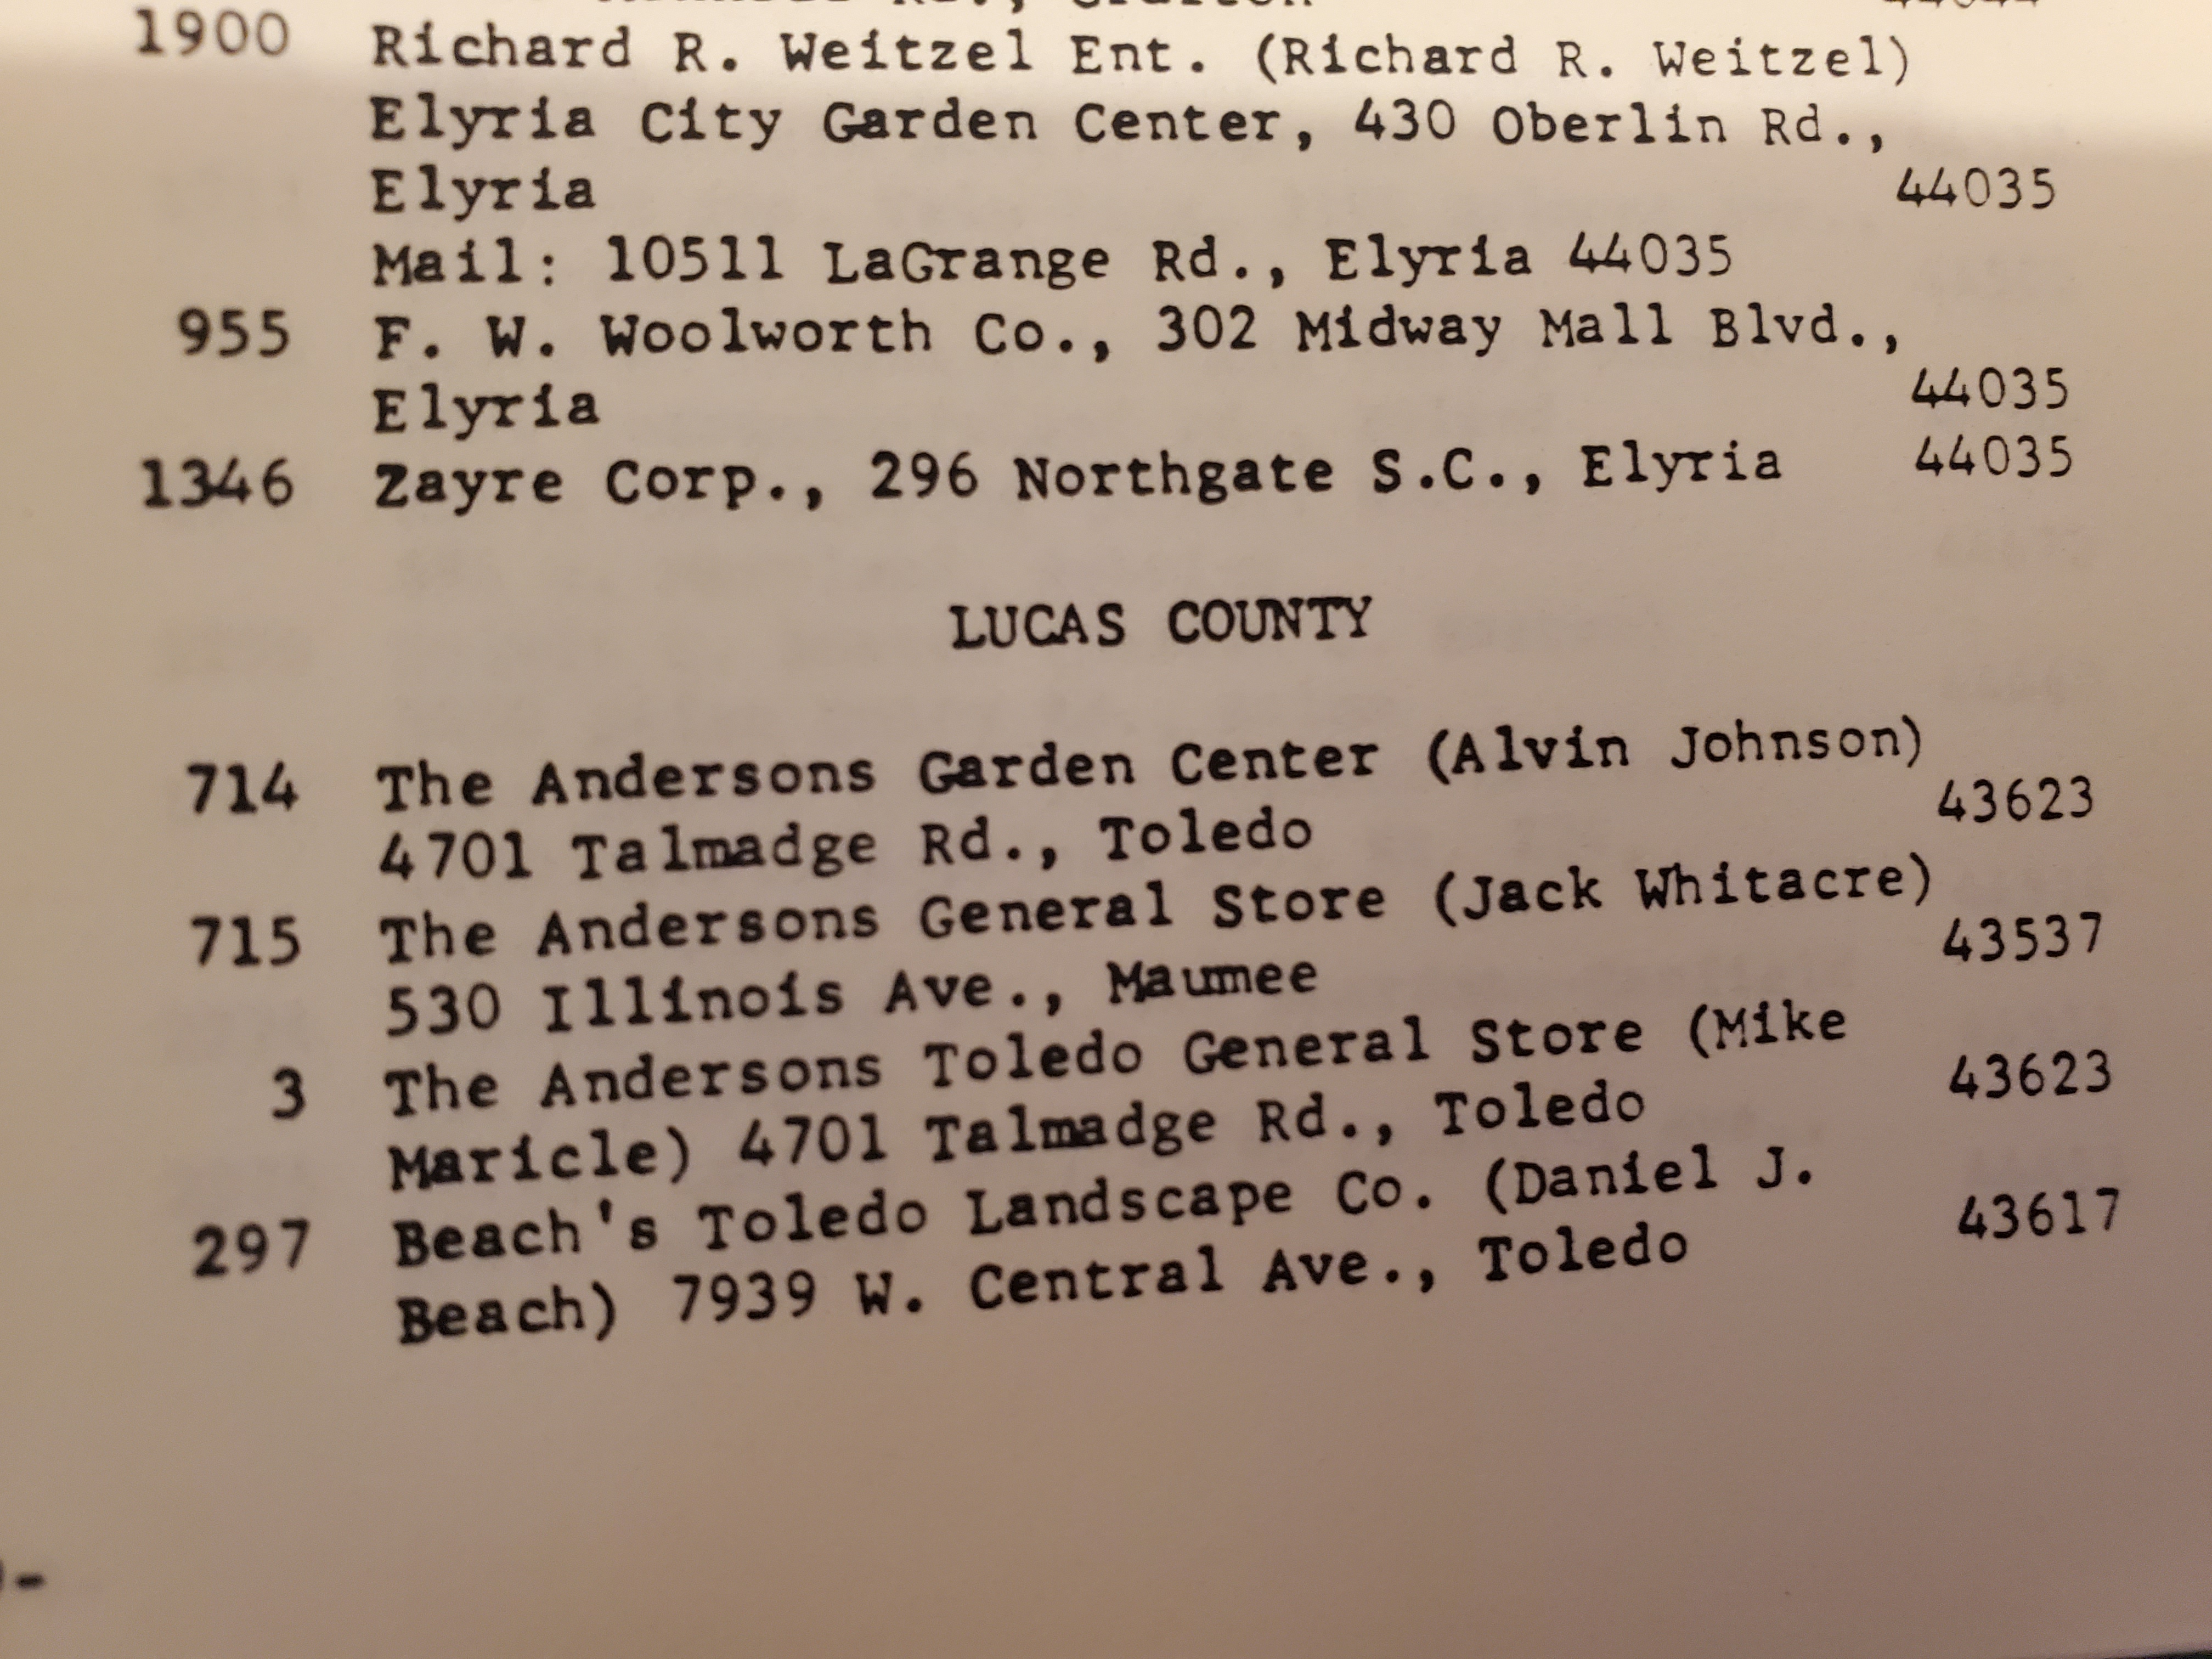 1900 Richard R. Weitzel Ent. (Richard R. Weitzel)
Elyria City Garden Center, 430 Oberlin Rd.,
Elyria 44035
Mail: 10511 LaGrange Rd., Elyria 44035
955 F. W. Woolworth Co., 302 Midway Mall Blvd.,
Elyria 44035
1346 Zayre Corp., 296 Northgate S.C., Elyria 44035
LUCAS COUNTY
714 The Andersons Garden Center (Alvin Johnson)
4701 Talmadge Rd., Toledo 43623
715 The Andersons General Store (Jack Whitacre)
530 Illinois Ave., Maumee 43537
3 The Andersons Toledo General Store (Mike
Maricle) 4701 Talmadge Rd., Toledo 43623
297 Beach's Toledo Landscape Co. (Daniel J.
Beach) 7939 W. Central Ave., Toledo 43617